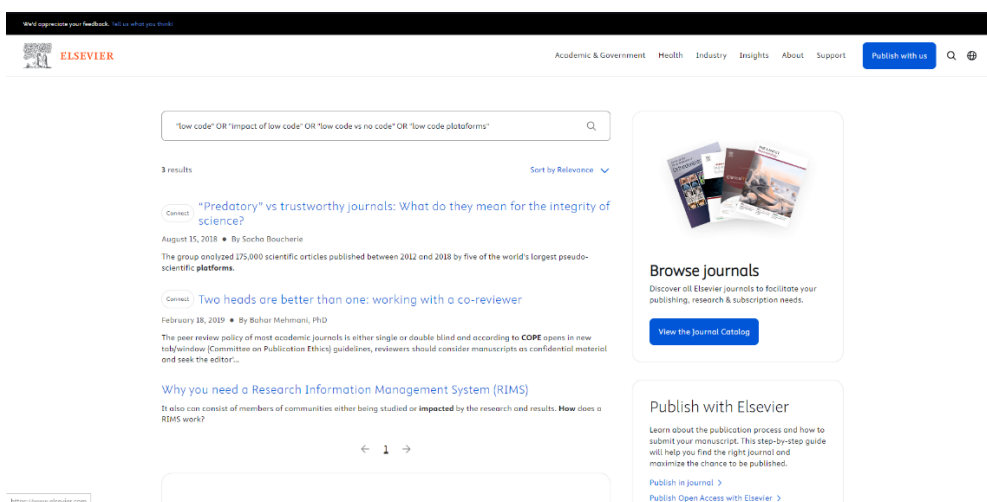 We'd appreciate your feedback. Tell us what you think!
ELSEVIER
Academic & Government Health Industry Insights About Support Publish with us
"low code" OR "impact of low code" OR "low code vs no code" OR "low code plataforms"
3 results Sort by Relevance
Connect "Predatory" vs trustworthy journals: What do they mean for the integrity of
science?
August 15, 2018 • By Sacha Boucherie
The group analyzed 175,000 scientific articles published between 2012 and 2018 by five of the world's largest pseudo-
scientific platforms.
Connect Two heads are better than one: working with a co-reviewer
February 18, 2019 • By Bahar Mehmani, PhD
The peer review policy of most academic journals is either single or double blind and according to COPE opens in new
tab/window (Committee on Publication Ethics) guidelines, reviewers should consider manuscripts as confidential material
and seek the editor'...
Why you need a Research Information Management System (RIMS)
It also can consist of members of communities either being studied or impacted by the research and results. How does a
RIMS work?
← 1 →
Browse journals
Discover all Elsevier journals to facilitate your
publishing, research & subscription needs.
View the Journal Catalog
Publish with Elsevier
Learn about the publication process and how to
submit your manuscript. This step-by-step guide
will help you find the right journal and
maximize the chance to be published.
Publish in journal >
Publish Open Access with Elsevier >
https://www.elsevier.com